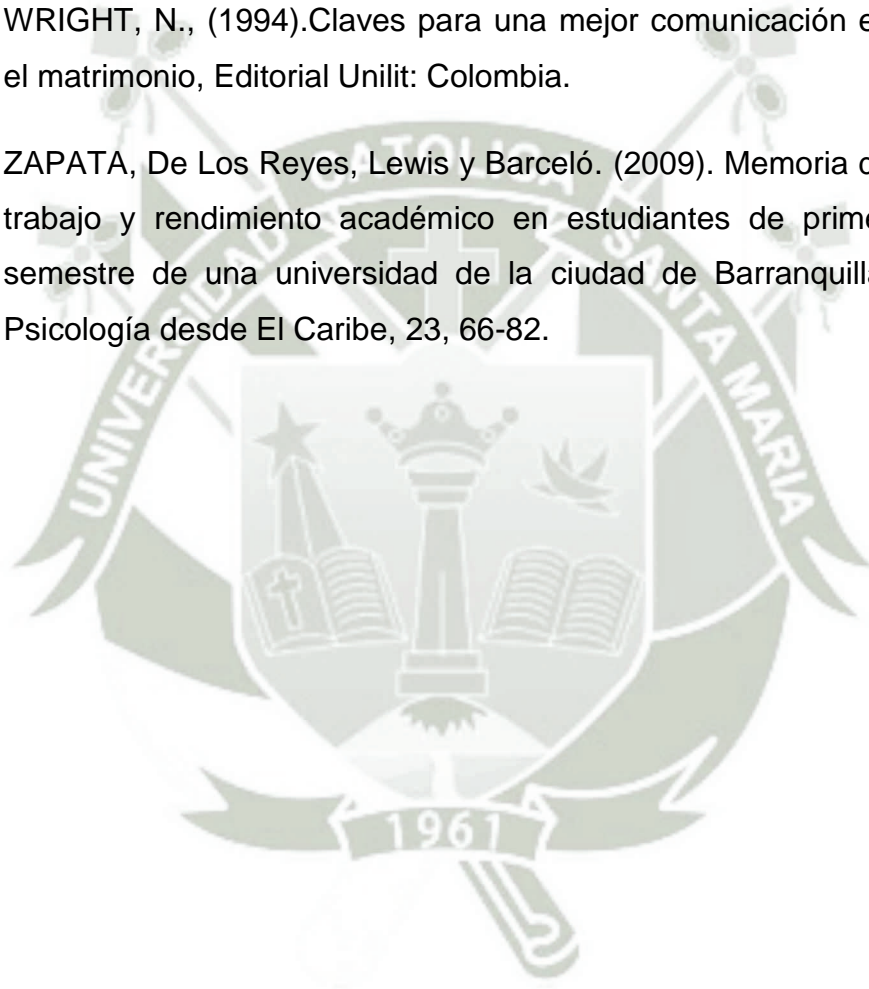 WRIGHT, N., (1994).Claves para una mejor comunicación e
el matrimonio, Editorial Unilit: Colombia.
ZAPATA, De Los Reyes, Lewis y Barceló. (2009). Memoria d
trabajo y rendimiento académico en estudiantes de prime
semestre de una universidad de la ciudad de Barranquilla
Psicología desde El Caribe, 23, 66-82.
UNIVERSIDAD CATOLICA SANTA MARIA
1961